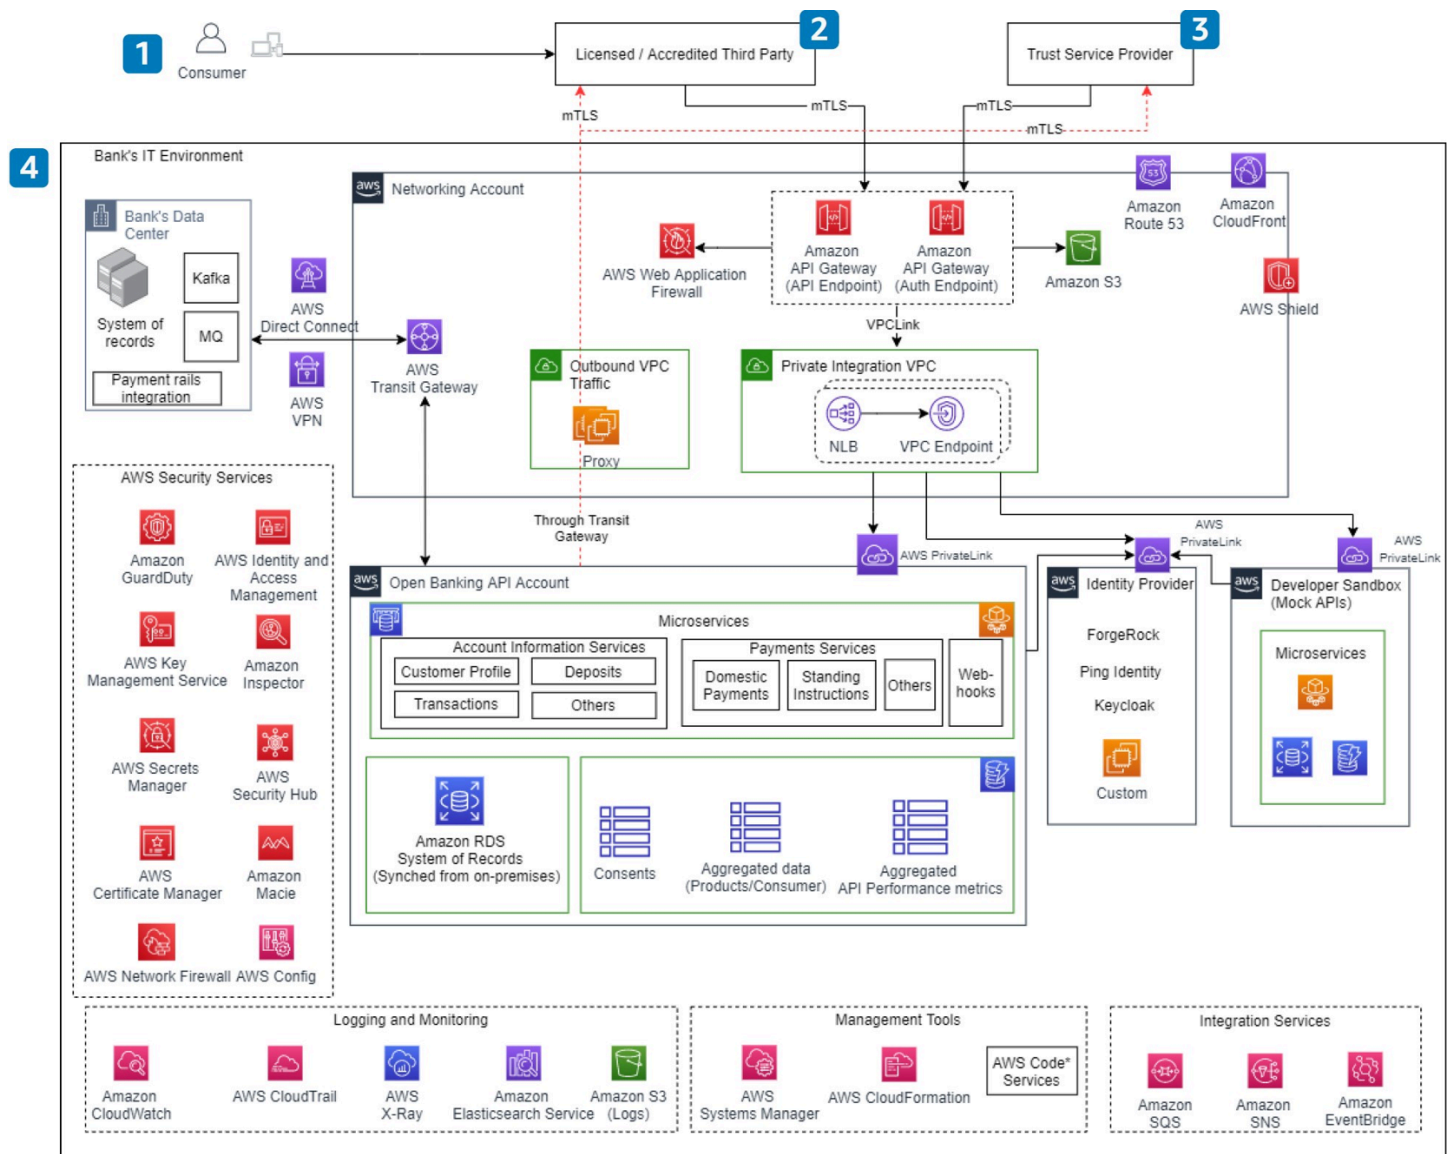 1
Consumer
Licensed / Accredited Third Party
2
Trust Service Provider
3
mTLS
mTLS
mTLS
mTLS
4
Bank's IT Environment
Bank's Data
Center
System of
records
Kafka
MQ
Payment rails
integration
AWS
Direct Connect
AWS
VPN
aws
Networking Account
AWS
Transit Gateway
AWS Web Application
Firewall
Amazon
API Gateway
(API Endpoint)
Amazon
API Gateway
(Auth Endpoint)
Amazon S3
53
Amazon
Route 53
Amazon
CloudFront
AWS Shield
VPCLink
Outbound VPC
Traffic
Proxy
Private Integration VPC
NLB
VPC Endpoint
Through Transit
Gateway
AWS PrivateLink
AWS
PrivateLink
AWS
PrivateLink
AWS Security Services
Amazon
GuardDuty
AWS Identity and
Access
Management
AWS Key
Management Service
Amazon
Inspector
AWS Secrets
Manager
AWS
Security Hub
AWS
Certificate Manager
Amazon
Macie
AWS Network Firewall
AWS Config
aws
Open Banking API Account
Microservices
Account Information Services
Customer Profile
Deposits
Transactions
Others
Payments Services
Domestic
Payments
Standing
Instructions
Others
Web-
hooks
Amazon RDS
System of Records
(Synched from on-premises)
Consents
Aggregated data
(Products/Consumer)
Aggregated
API Performance metrics
aws
Identity Provider
ForgeRock
Ping Identity
Keycloak
Custom
aws
Developer Sandbox
(Mock APIs)
Microservices
Logging and Monitoring
Amazon
CloudWatch
AWS CloudTrail
AWS
X-Ray
Amazon
Elasticsearch Service
Amazon S3
(Logs)
Management Tools
AWS
Systems Manager
AWS CloudFormation
AWS Code*
Services
Integration Services
Amazon
SQS
Amazon
SNS
Amazon
EventBridge